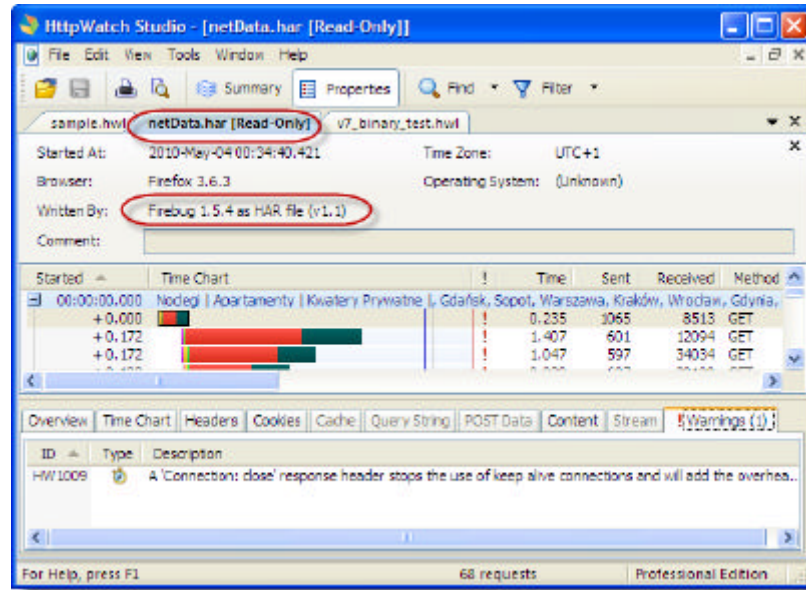 HttpWatch Studio - [netData.har [Read-Only]]
File Edit View Tools Window Help
Summary Properties Find Filter
sample.hwl netData.har [Read-Only] v7_binary_test.hwl
Started At: 2010-May-04 00:34:40.421 Time Zone: UTC+1
Browser: Firefox 3.6.3 Operating System: (Unknown)
Written By: Firebug 1.5.4 as HAR file (v1.1)
Comment:
Started Time Chart ! Time Sent Received Method
00:00:00.000 Noclegi | Apartamenty | Kwatery Prywatne |, Gdańsk, Sopot, Warszawa, Kraków, Wrocław, Gdynia,
+0.000 ! 0.235 1065 8513 GET
+0.172 ! 1.407 601 12094 GET
+0.172 ! 1.047 597 34034 GET
Overview Time Chart Headers Cookies Cache Query String POST Data Content Stream ! Warnings (1)
ID Type Description
HW1009 A 'Connection: close' response header stops the use of keep alive connections and will add the overhea..
For Help, press F1 68 requests Professional Edition